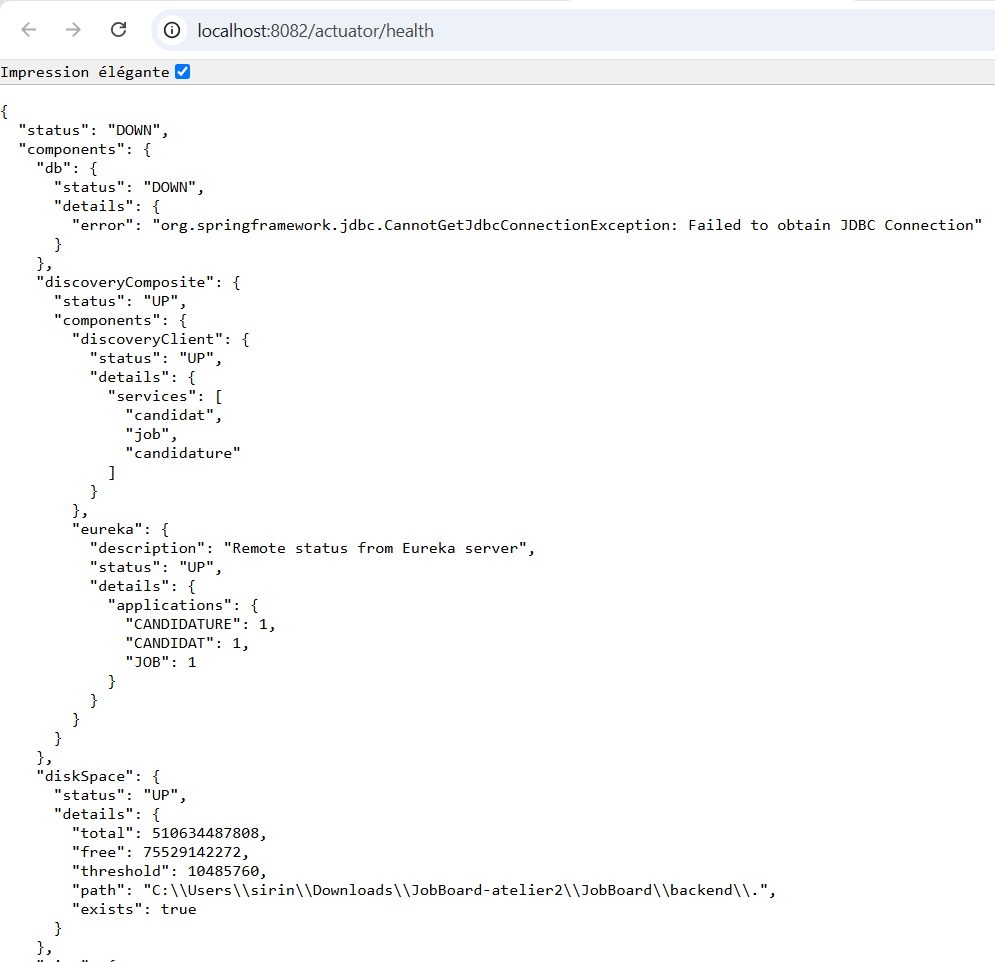 localhost:8082/actuator/health
Impression élégante
{
  "status": "DOWN",
  "components": {
    "db": {
      "status": "DOWN",
      "details": {
        "error": "org.springframework.jdbc.CannotGetJdbcConnectionException: Failed to obtain JDBC Connection"
      }
    },
    "discoveryComposite": {
      "status": "UP",
      "components": {
        "discoveryClient": {
          "status": "UP",
          "details": {
            "services": [
              "candidat",
              "job",
              "candidature"
            ]
          }
        },
        "eureka": {
          "description": "Remote status from Eureka server",
          "status": "UP",
          "details": {
            "applications": {
              "CANDIDATURE": 1,
              "CANDIDAT": 1,
              "JOB": 1
            }
          }
        }
      }
    },
    "diskSpace": {
      "status": "UP",
      "details": {
        "total": 510634487808,
        "free": 75529142272,
        "threshold": 10485760,
        "path": "C:\\Users\\sirin\\Downloads\\JobBoard-atelier2\\JobBoard\\backend\\.",
        "exists": true
      }
    },